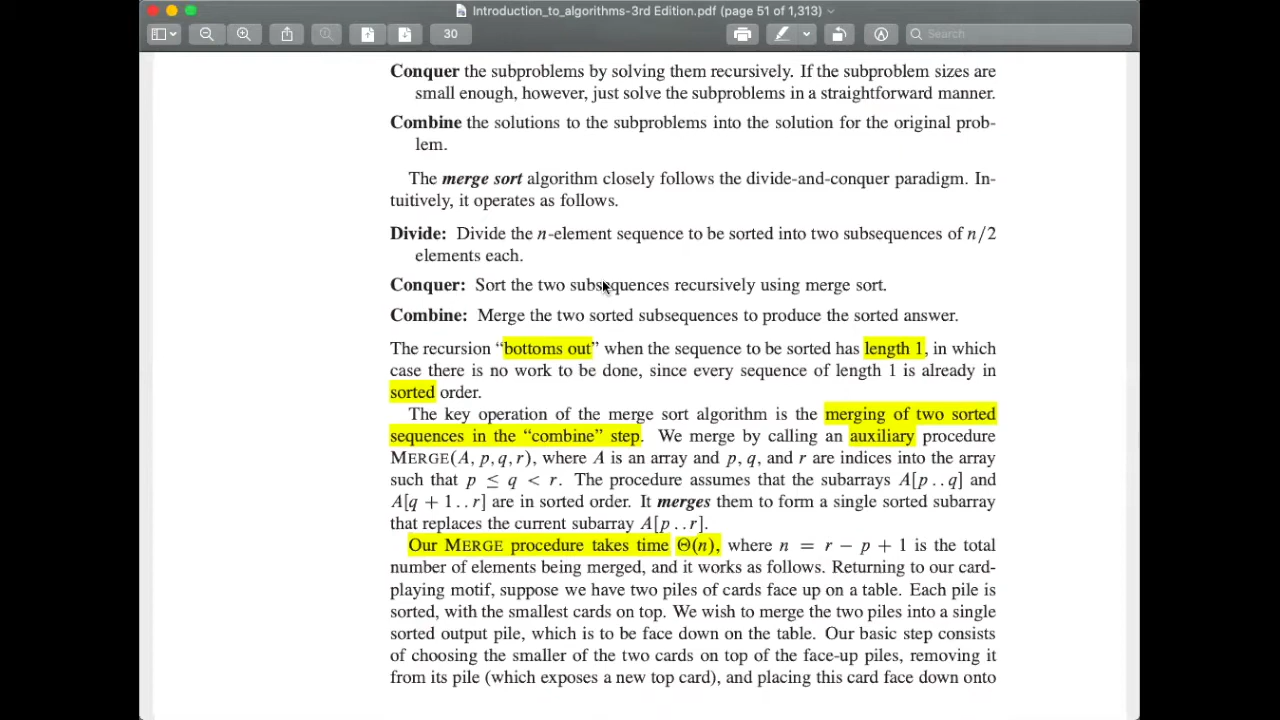 Introduction_to_algorithms-3rd Edition.pdf (page 51 of 1,313)
30
Search
Conquer the subproblems by solving them recursively. If the subproblem sizes are
small enough, however, just solve the subproblems in a straightforward manner.
Combine the solutions to the subproblems into the solution for the original prob-
lem.
The merge sort algorithm closely follows the divide-and-conquer paradigm. In-
tuitively, it operates as follows.
Divide: Divide the n-element sequence to be sorted into two subsequences of n/2
elements each.
Conquer: Sort the two subsequences recursively using merge sort.
Combine: Merge the two sorted subsequences to produce the sorted answer.
The recursion “bottoms out” when the sequence to be sorted has length 1, in which
case there is no work to be done, since every sequence of length 1 is already in
sorted order.
The key operation of the merge sort algorithm is the merging of two sorted
sequences in the “combine” step. We merge by calling an auxiliary procedure
MERGE(A, p, q, r), where A is an array and p, q, and r are indices into the array
such that p ≤ q < r. The procedure assumes that the subarrays A[p . . q] and
A[q + 1 . . r] are in sorted order. It merges them to form a single sorted subarray
that replaces the current subarray A[p . . r].
Our MERGE procedure takes time Θ(n), where n = r − p + 1 is the total
number of elements being merged, and it works as follows. Returning to our card-
playing motif, suppose we have two piles of cards face up on a table. Each pile is
sorted, with the smallest cards on top. We wish to merge the two piles into a single
sorted output pile, which is to be face down on the table. Our basic step consists
of choosing the smaller of the two cards on top of the face-up piles, removing it
from its pile (which exposes a new top card), and placing this card face down onto